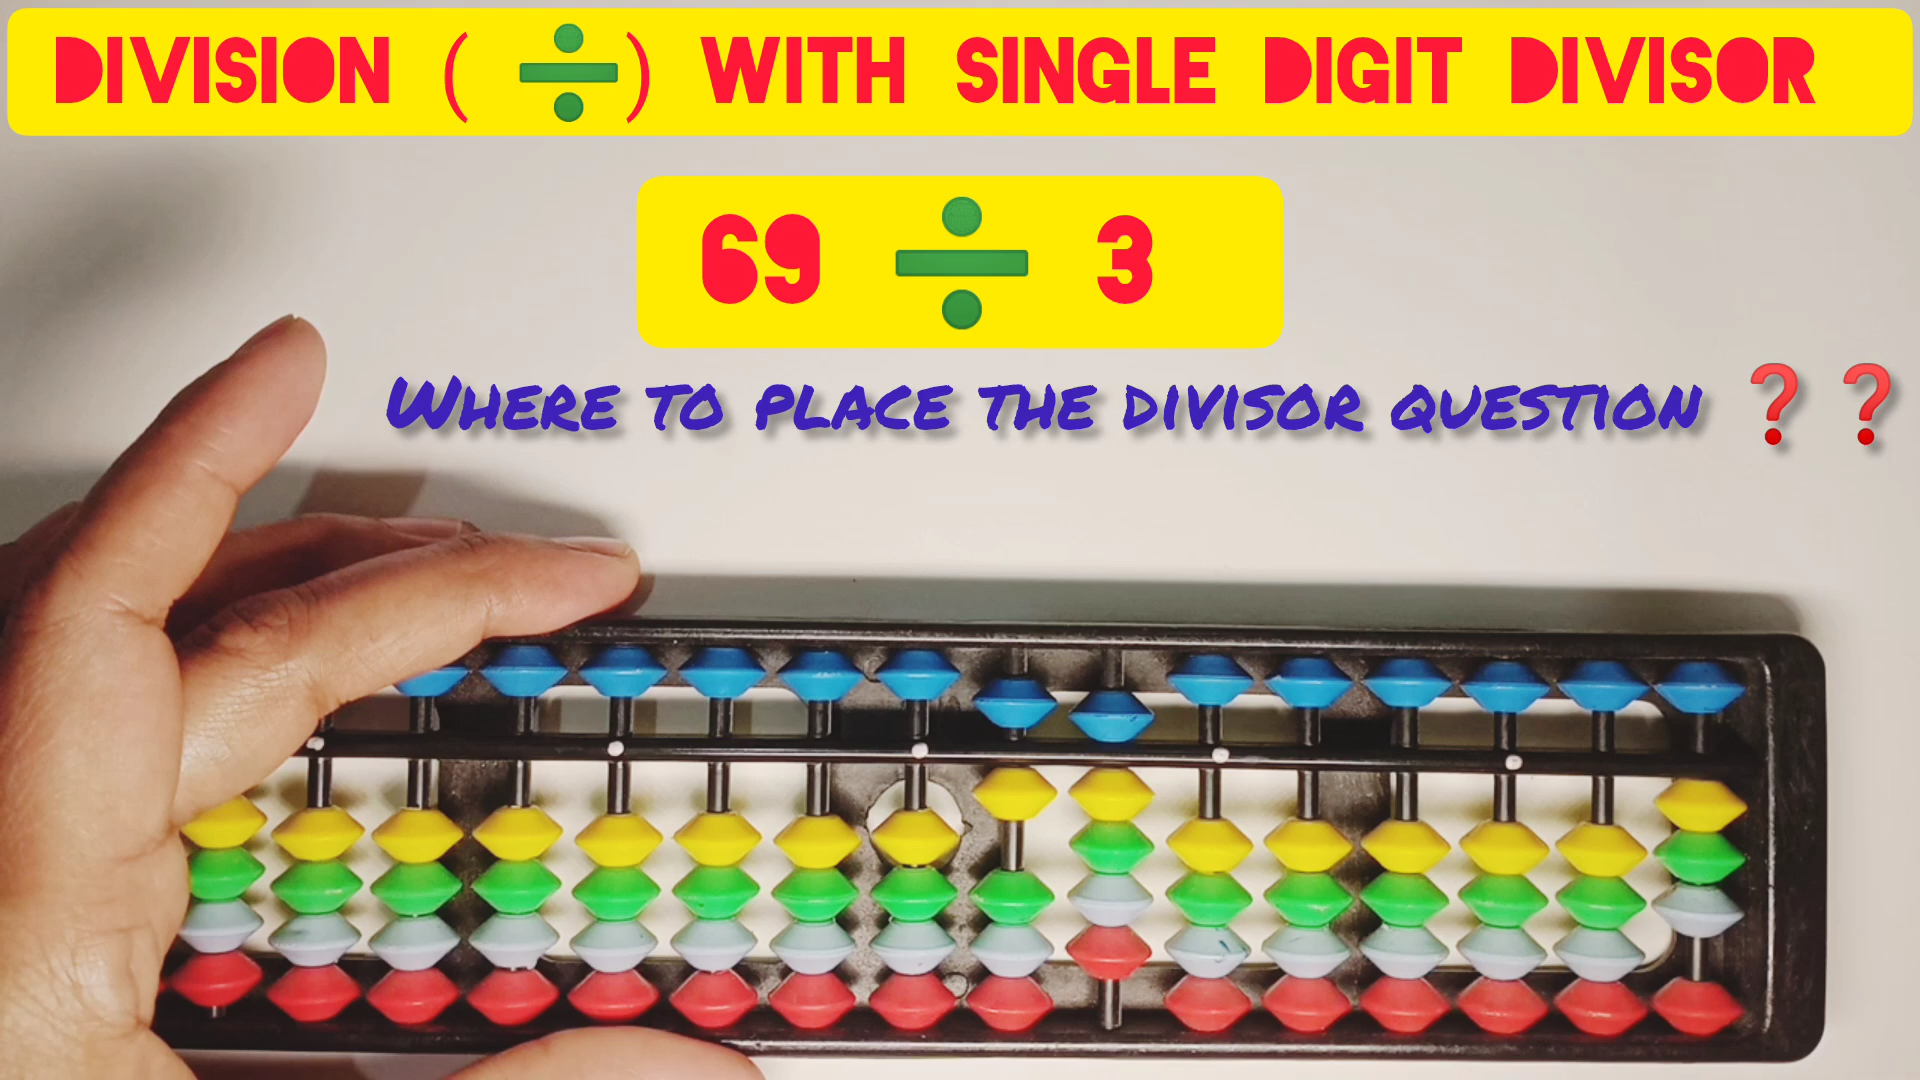 DIVISION ( ÷ ) WITH SINGLE DIGIT DIVISOR
69 ÷ 3
WHERE TO PLACE THE DIVISOR QUESTION ❓❓